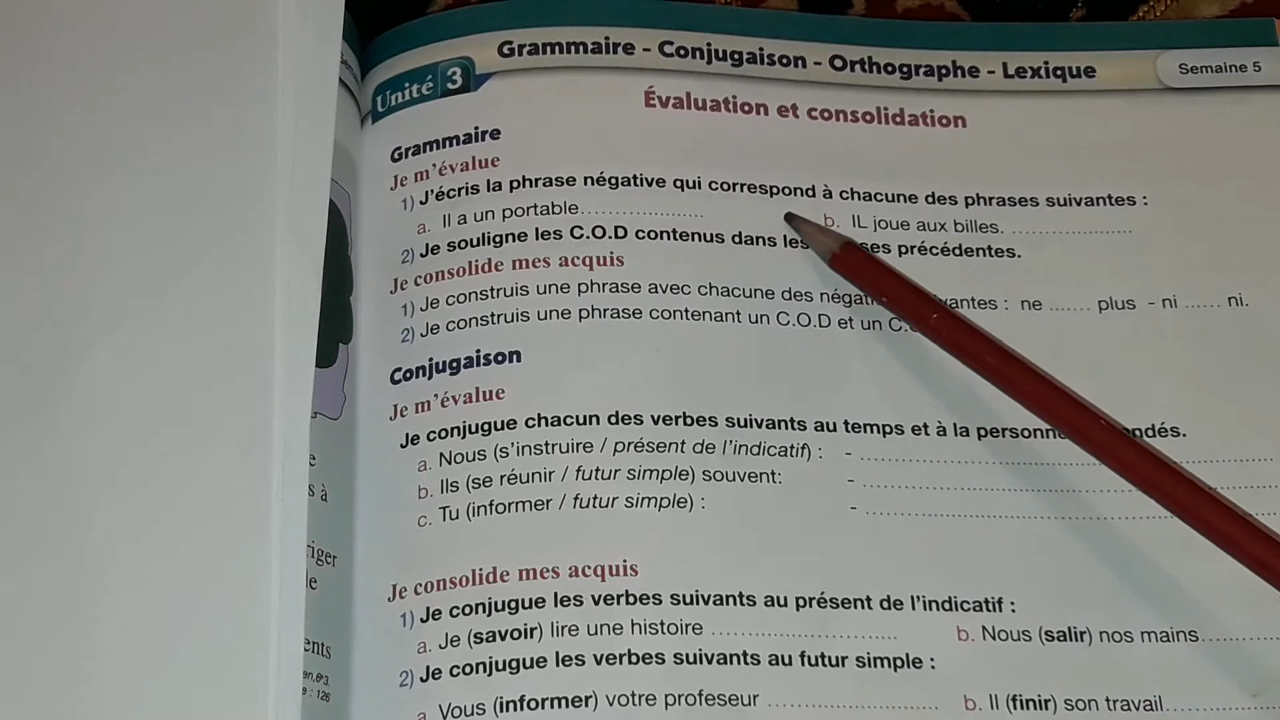 Grammaire - Conjugaison - Orthographe - Lexique
Semaine 5
Unité 3
Évaluation et consolidation
Grammaire
Je m'évalue
1) J'écris la phrase négative qui correspond à chacune des phrases suivantes :
a. Il a un portable..................... b. IL joue aux billes. .....................
2) Je souligne les C.O.D contenus dans les ses précédentes.
Je consolide mes acquis
1) Je construis une phrase avec chacune des négat vantes : ne ....... plus - ni ...... ni.
2) Je construis une phrase contenant un C.O.D et un C.
Conjugaison
Je m'évalue
Je conjugue chacun des verbes suivants au temps et à la personn ndés.
a. Nous (s'instruire / présent de l'indicatif) : - ..............................
b. Ils (se réunir / futur simple) souvent: - ..............................
c. Tu (informer / futur simple) : - ..............................
Je consolide mes acquis
1) Je conjugue les verbes suivants au présent de l'indicatif :
a. Je (savoir) lire une histoire .............................. b. Nous (salir) nos mains............
2) Je conjugue les verbes suivants au futur simple :
a. Vous (informer) votre profeseur ........................... b. Il (finir) son travail.................
e
s à
iger
le
ents
en,6e3.
e : 126